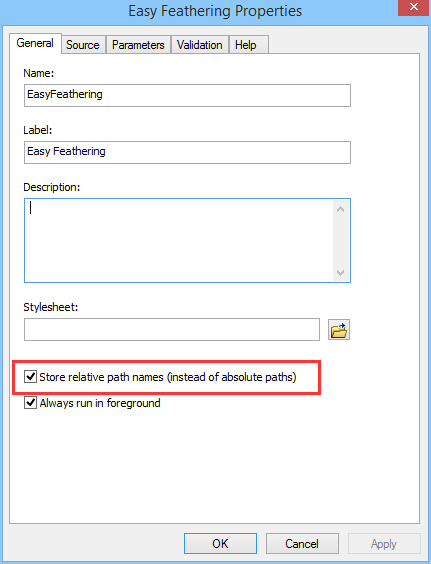 Easy Feathering Properties
General Source Parameters Validation Help
Name:
EasyFeathering
Label:
Easy Feathering
Description:
Stylesheet:
Store relative path names (instead of absolute paths)
Always run in foreground
OK Cancel Apply